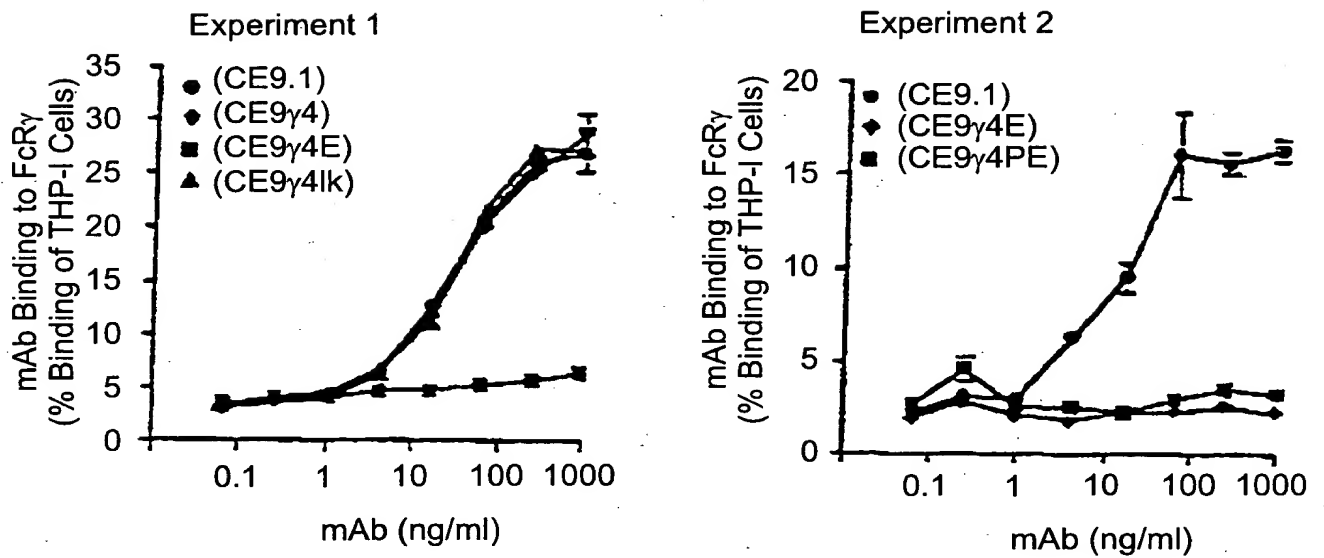 Experiment 1
mAb Binding to FcRγ
(% Binding of THP-I Cells)
35
30
25
20
15
10
5
0
(CE9.1)
(CE9γ4)
(CE9γ4E)
(CE9γ4Ik)
0.1 1 10 100 1000
mAb (ng/ml)
Experiment 2
mAb Binding to FcRγ
(% Binding of THP-I Cells)
20
15
10
5
0
(CE9.1)
(CE9γ4E)
(CE9γ4PE)
0.1 1 10 100 1000
mAb (ng/ml)